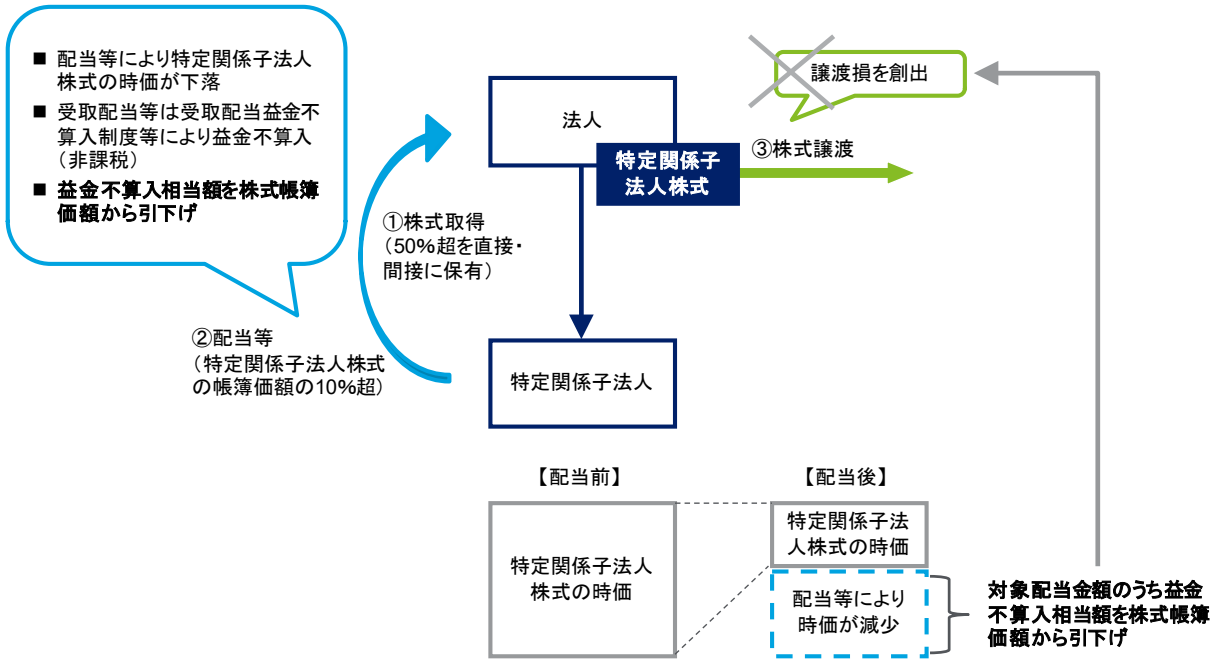 ■ 配当等により特定関係子法人
株式の時価が下落
■ 受取配当等は受取配当益金不
算入制度等により益金不算入
(非課税)
■ 益金不算入相当額を株式帳簿
価額から引下げ
法人
特定関係子
法人株式
譲渡損を創出
③株式譲渡
①株式取得
(50%超を直接・
間接に保有)
②配当等
(特定関係子法人株式
の帳簿価額の10%超)
特定関係子法人
【配当前】
【配当後】
特定関係子法人
株式の時価
特定関係子法
人株式の時価
配当等により
時価が減少
対象配当金額のうち益金
不算入相当額を株式帳簿
価額から引下げ